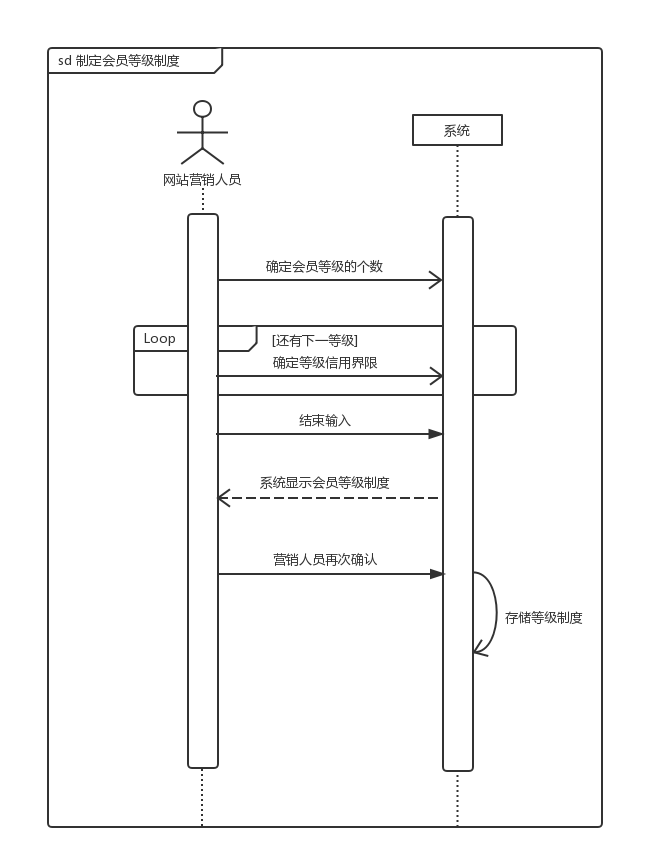 sd 制定会员等级制度
系统
网站营销人员
确定会员等级的个数
Loop
[还有下一等级]
确定等级信用界限
结束输入
系统显示会员等级制度
营销人员再次确认
存储等级制度